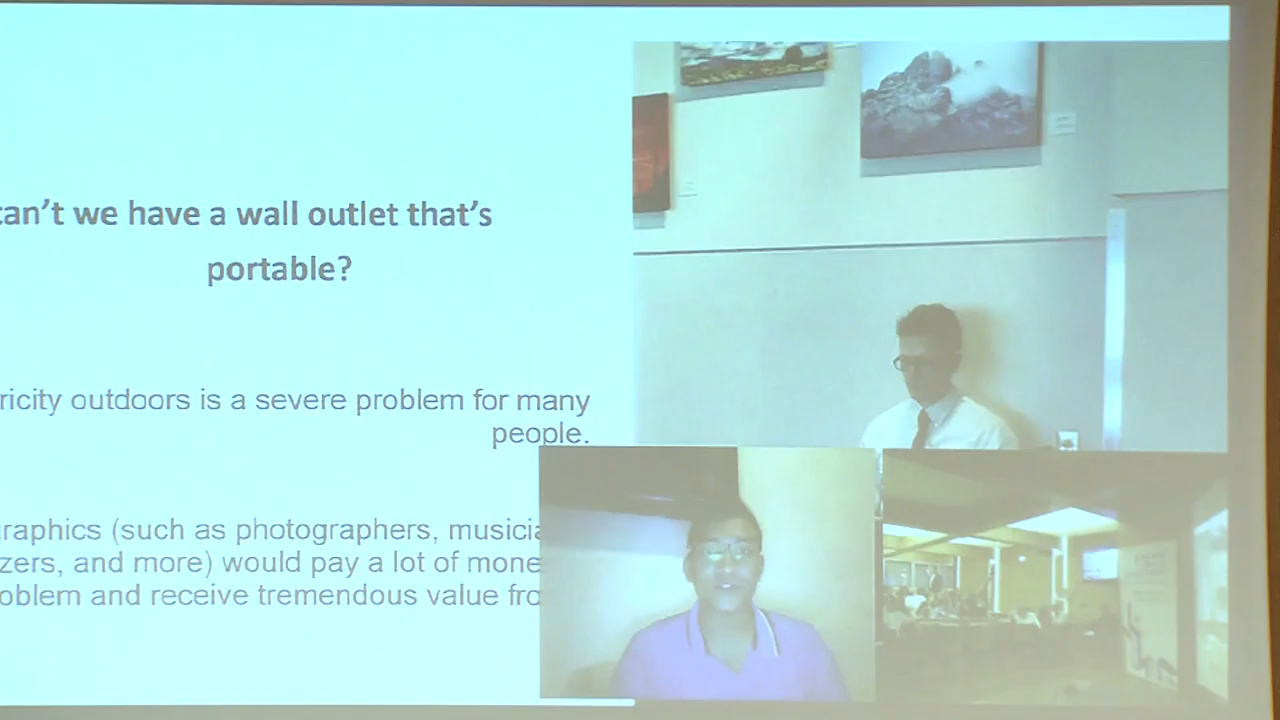 can't we have a wall outlet that's
portable?
ricity outdoors is a severe problem for many
people.
raphics (such as photographers, musicia
zers, and more) would pay a lot of mone
oblem and receive tremendous value fro